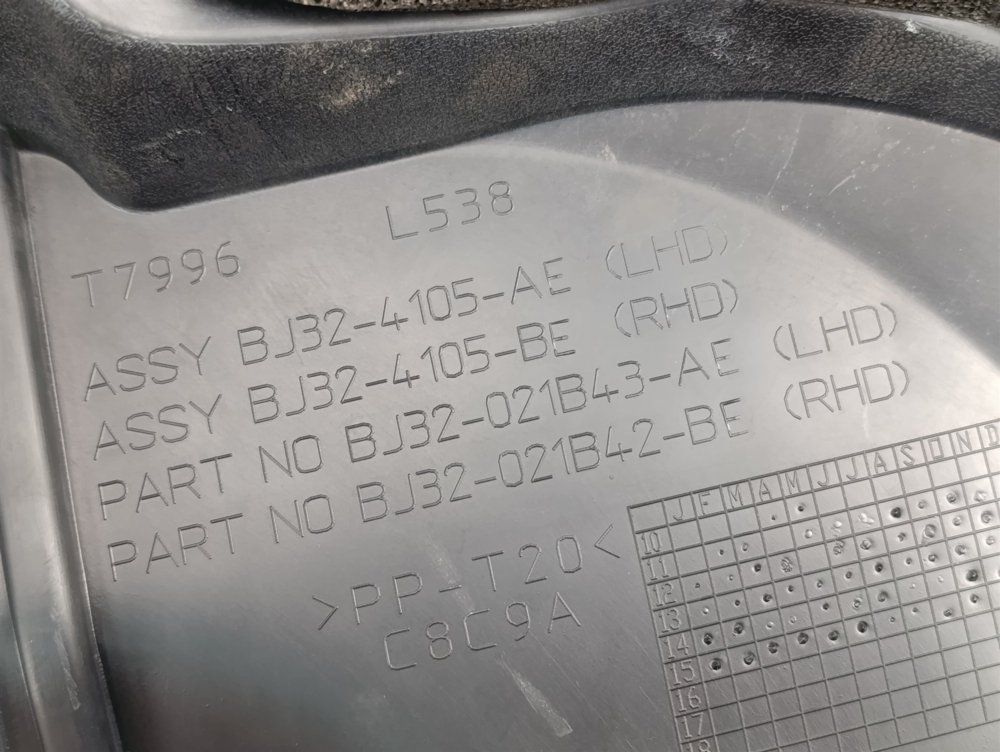 L538
T7996
ASSY BJ32-4105-AE (LHD)
ASSY BJ32-4105-BE (RHD)
PART NO BJ32-021B43-AE (LHD)
PART NO BJ32-021B42-BE (RHD)
>PP-T20<
C8C9A
J F M A M J J A S O N D
10
11
12
13
14
15
16
17
18